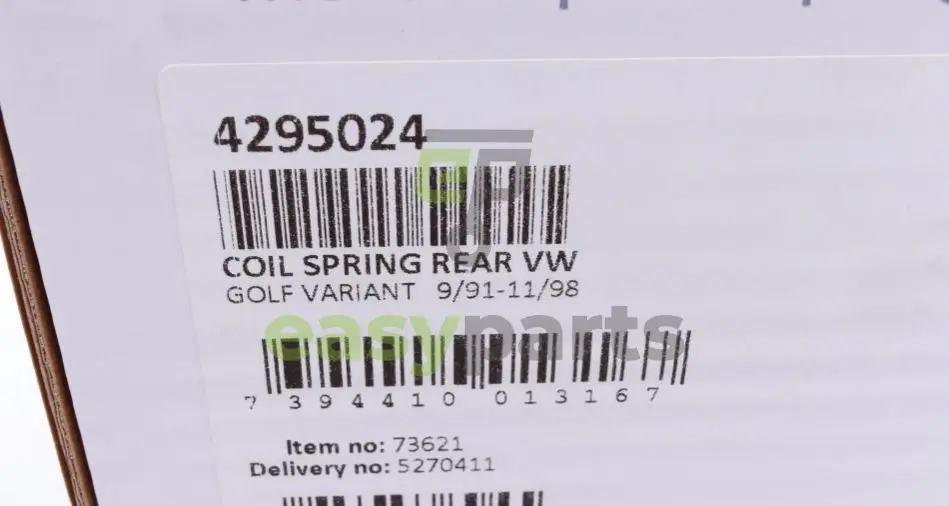 4295024
COIL SPRING REAR VW
GOLF VARIANT 9/91-11/98
easyparts
7 394410 013167
Item no: 73621
Delivery no: 5270411